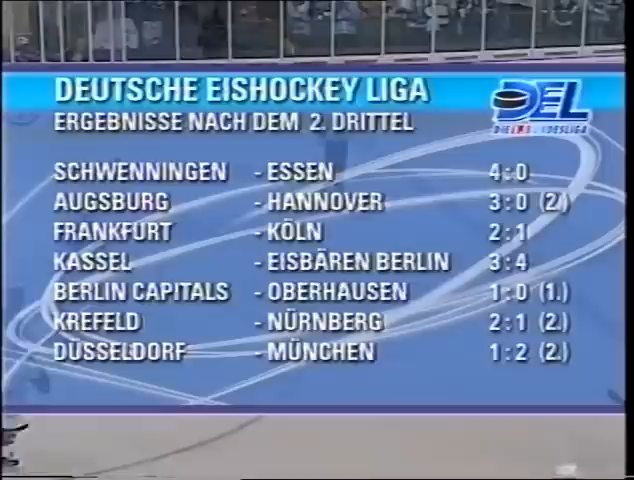 DEUTSCHE EISHOCKEY LIGA
DEL
ERGEBNISSE NACH DEM 2. DRITTEL
SCHWENNINGEN - ESSEN 4:0
AUGSBURG - HANNOVER 3:0 (2.)
FRANKFURT - KÖLN 2:1
KASSEL - EISBÄREN BERLIN 3:4
BERLIN CAPITALS - OBERHAUSEN 1:0 (1.)
KREFELD - NÜRNBERG 2:1 (2.)
DÜSSELDORF - MÜNCHEN 1:2 (2.)